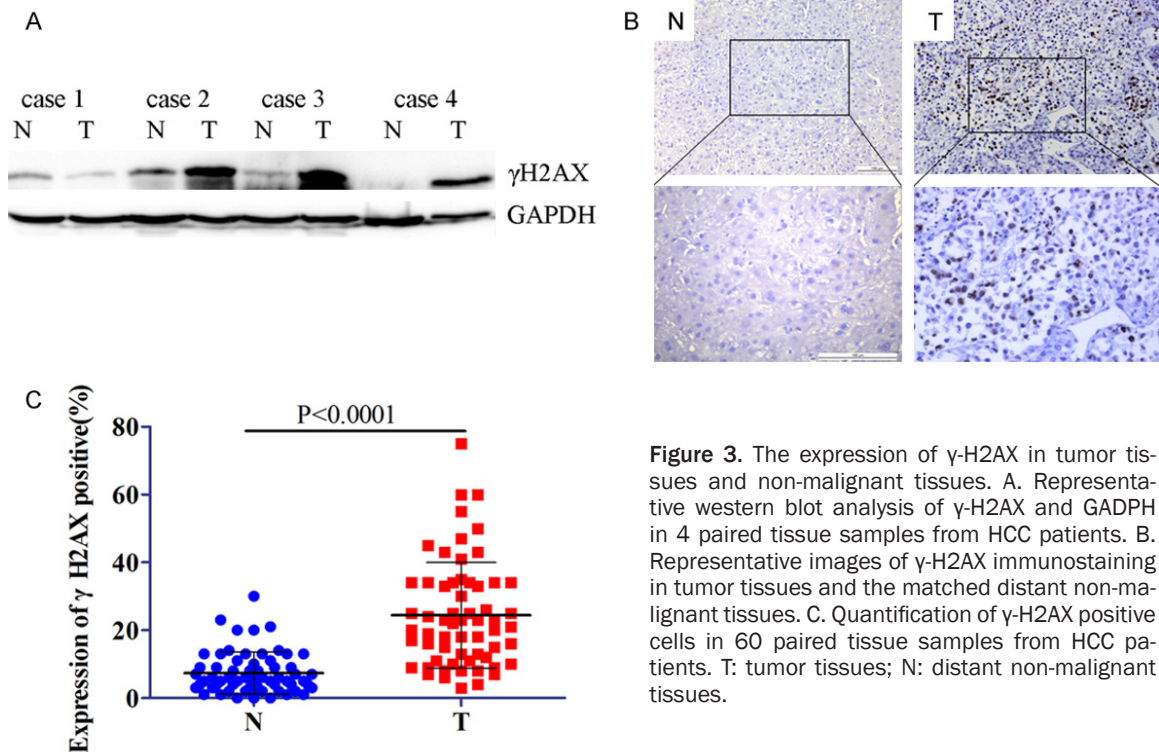 A
case 1 case 2 case 3 case 4
N T N T N T N T
γH2AX
GAPDH
B
N
T
C
Expression of γ H2AX positive(%)
P<0.0001
80
60
40
20
0
N
T
Figure 3. The expression of γ-H2AX in tumor tis-
sues and non-malignant tissues. A. Representa-
tive western blot analysis of γ-H2AX and GADPH
in 4 paired tissue samples from HCC patients. B.
Representative images of γ-H2AX immunostaining
in tumor tissues and the matched distant non-ma-
lignant tissues. C. Quantification of γ-H2AX positive
cells in 60 paired tissue samples from HCC pa-
tients. T: tumor tissues; N: distant non-malignant
tissues.